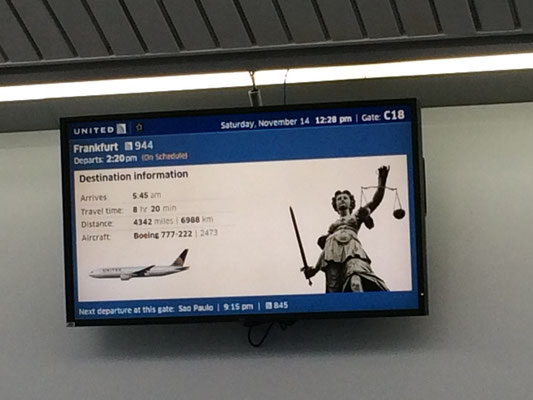 UNITED Saturday, November 14 12:28 pm | Gate: C18
Frankfurt 944
Departs: 2:20 pm (On Schedule)
Destination information
Arrives: 5:45 am
Travel time: 8 hr 20 min
Distance: 4342 miles | 6988 km
Aircraft: Boeing 777-222 | 2473
UNITED
Next departure at this gate: Sao Paulo | 9:15 pm | 845